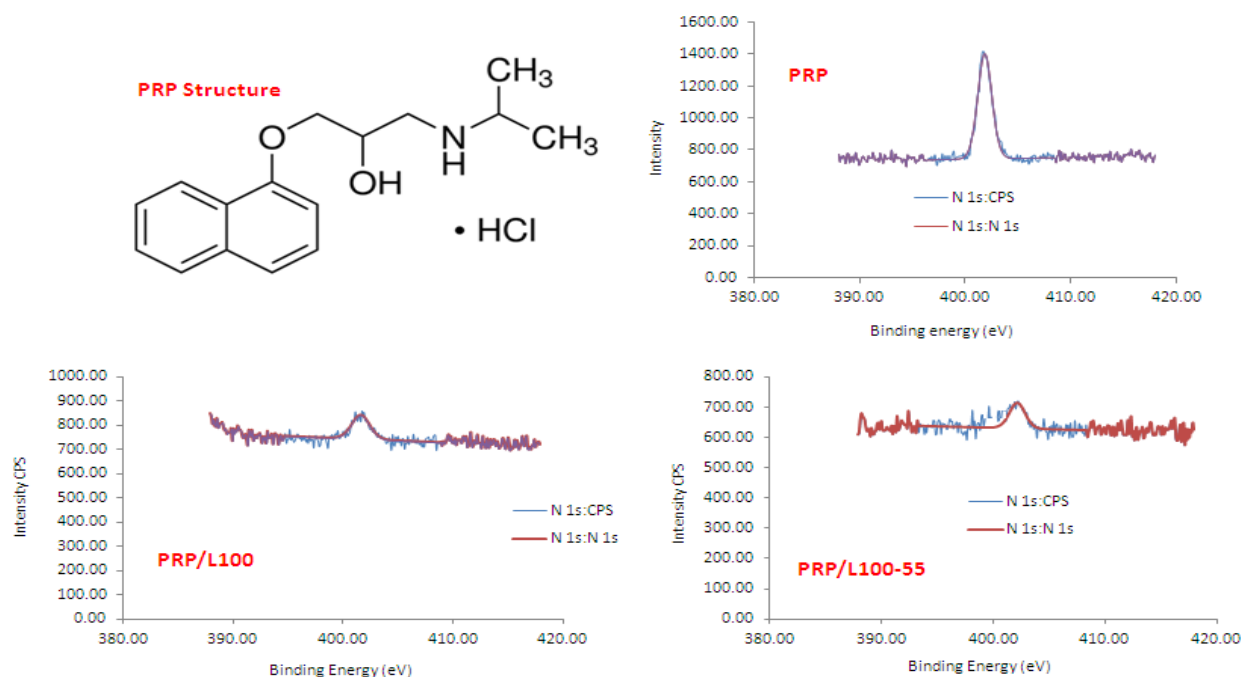 PRP Structure
CH3
O
N
H
CH3
OH
• HCl
1600.00
1400.00
1200.00
1000.00
800.00
600.00
400.00
200.00
0.00
Intensity
PRP
N 1s:CPS
N 1s:N 1s
380.00 390.00 400.00 410.00 420.00
Binding energy (eV)
1000.00
900.00
800.00
700.00
600.00
500.00
400.00
300.00
200.00
100.00
0.00
Intensity CPS
N 1s:CPS
N 1s:N 1s
PRP/L100
380.00 390.00 400.00 410.00 420.00
Binding Energy (eV)
800.00
700.00
600.00
500.00
400.00
300.00
200.00
100.00
0.00
Intensity CPS
N 1s:CPS
N 1s:N 1s
PRP/L100-55
380.00 390.00 400.00 410.00 420.00
Binding Energy (eV)